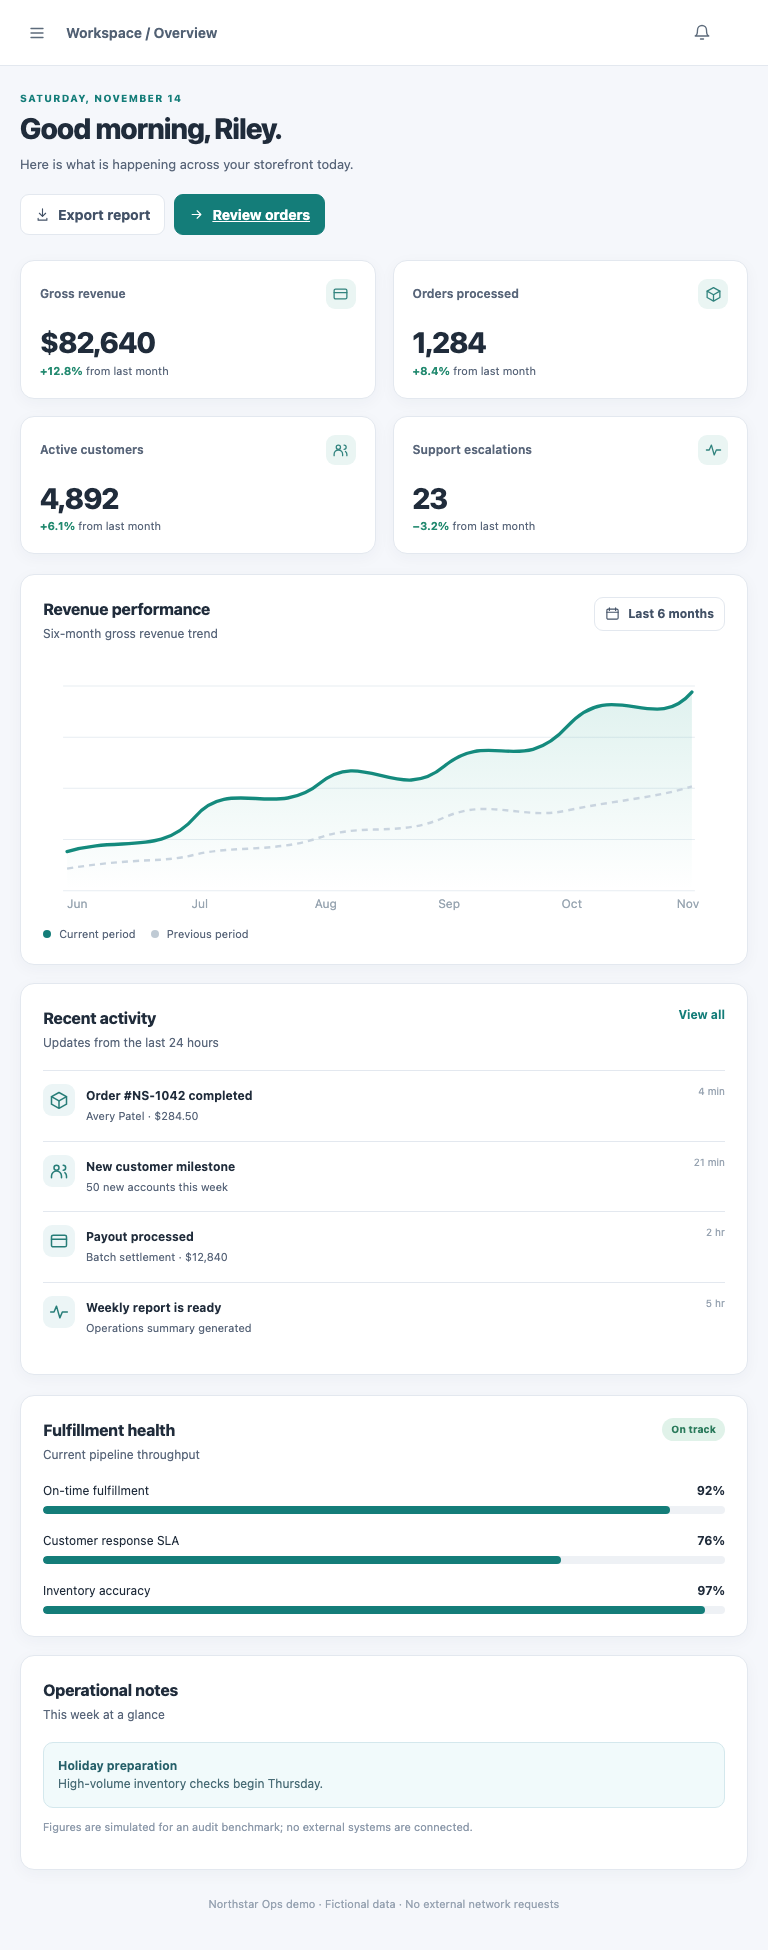 Workspace / Overview
SATURDAY, NOVEMBER 14
Good morning, Riley.
Here is what is happening across your storefront today.
Export report
Review orders
Gross revenue
$82,640
+12.8% from last month
Orders processed
1,284
+8.4% from last month
Active customers
4,892
+6.1% from last month
Support escalations
23
−3.2% from last month
Revenue performance
Six-month gross revenue trend
Last 6 months
Jun Jul Aug Sep Oct Nov
Current period Previous period
Recent activity
Updates from the last 24 hours
View all
Order #NS-1042 completed
Avery Patel · $284.50
4 min
New customer milestone
50 new accounts this week
21 min
Payout processed
Batch settlement · $12,840
2 hr
Weekly report is ready
Operations summary generated
5 hr
Fulfillment health
Current pipeline throughput
On track
On-time fulfillment 92%
Customer response SLA 76%
Inventory accuracy 97%
Operational notes
This week at a glance
Holiday preparation
High-volume inventory checks begin Thursday.
Figures are simulated for an audit benchmark; no external systems are connected.
Northstar Ops demo · Fictional data · No external network requests